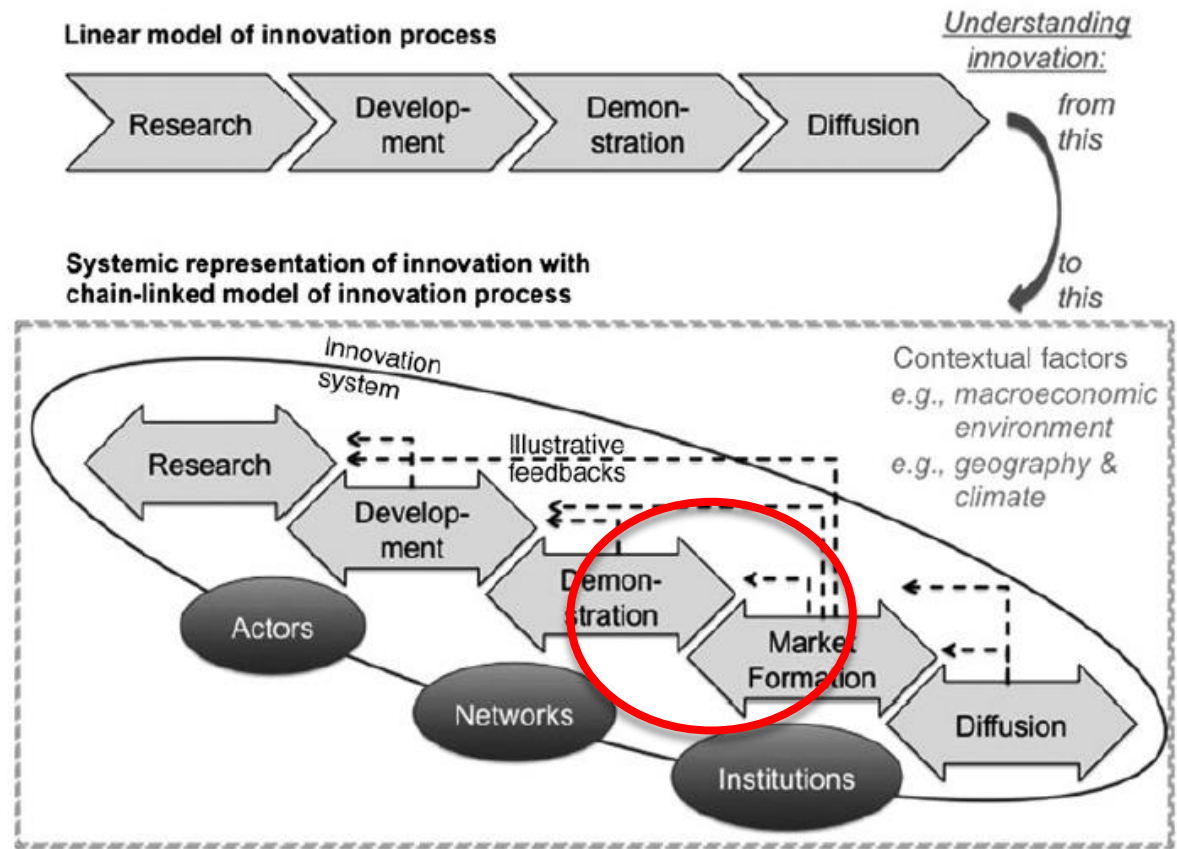 Linear model of innovation process
Understanding
innovation:
from
this
to
this
Research
Develop-
ment
Demon-
stration
Diffusion
Systemic representation of innovation with
chain-linked model of innovation process
Innovation
system
Contextual factors
e.g., macroeconomic
environment
e.g., geography &
climate
Illustrative
feedbacks
Research
Develop-
ment
Demon-
stration
Market
Formation
Diffusion
Actors
Networks
Institutions